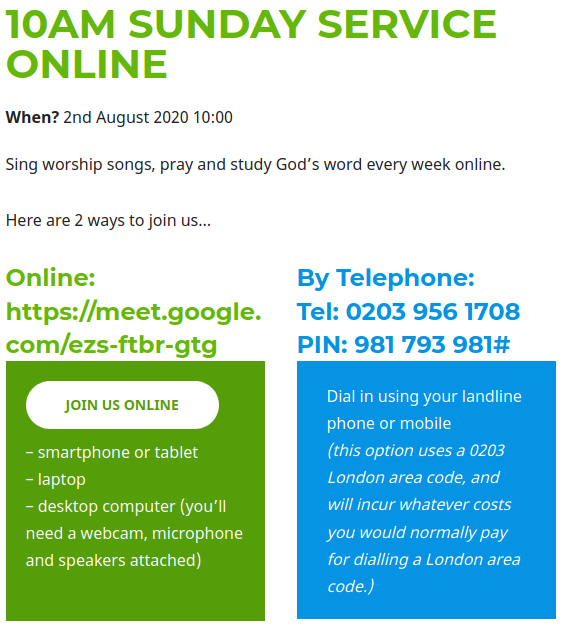 10AM SUNDAY SERVICE
ONLINE
When? 2nd August 2020 10:00
Sing worship songs, pray and study God’s word every week online.
Here are 2 ways to join us...
Online:
https://meet.google.
com/ezs-ftbr-gtg
JOIN US ONLINE
– smartphone or tablet
– laptop
– desktop computer (you’ll
need a webcam, microphone
and speakers attached)
By Telephone:
Tel: 0203 956 1708
PIN: 981 793 981#
Dial in using your landline
phone or mobile
(this option uses a 0203
London area code, and
will incur whatever costs
you would normally pay
for dialling a London area
code.)